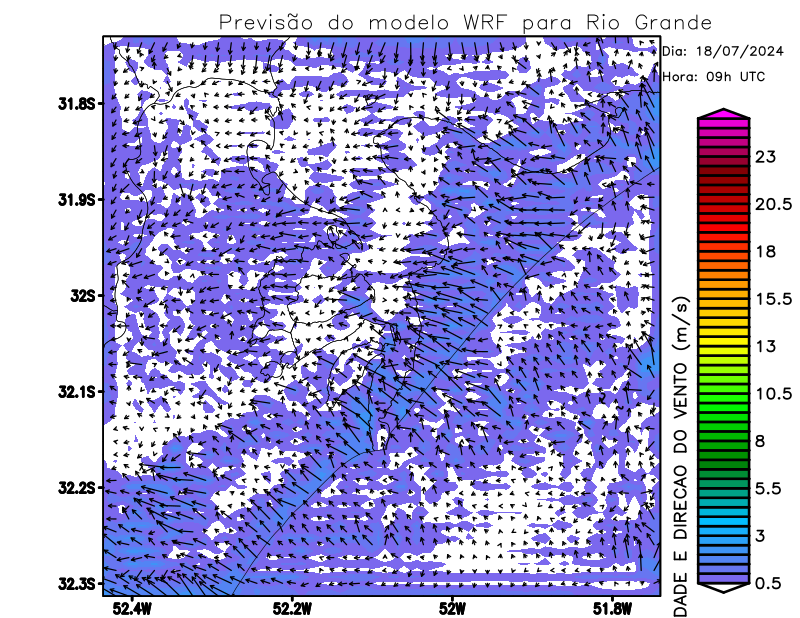 Previsão do modelo WRF para Rio Grande
Dia: 18/07/2024
Hora: 09h UTC
31.8S
31.9S
32S
32.1S
32.2S
32.3S
52.4W
52.2W
52W
51.8W
23
20.5
18
15.5
13
10.5
8
5.5
3
0.5
DADE E DIRECAO DO VENTO (m/s)